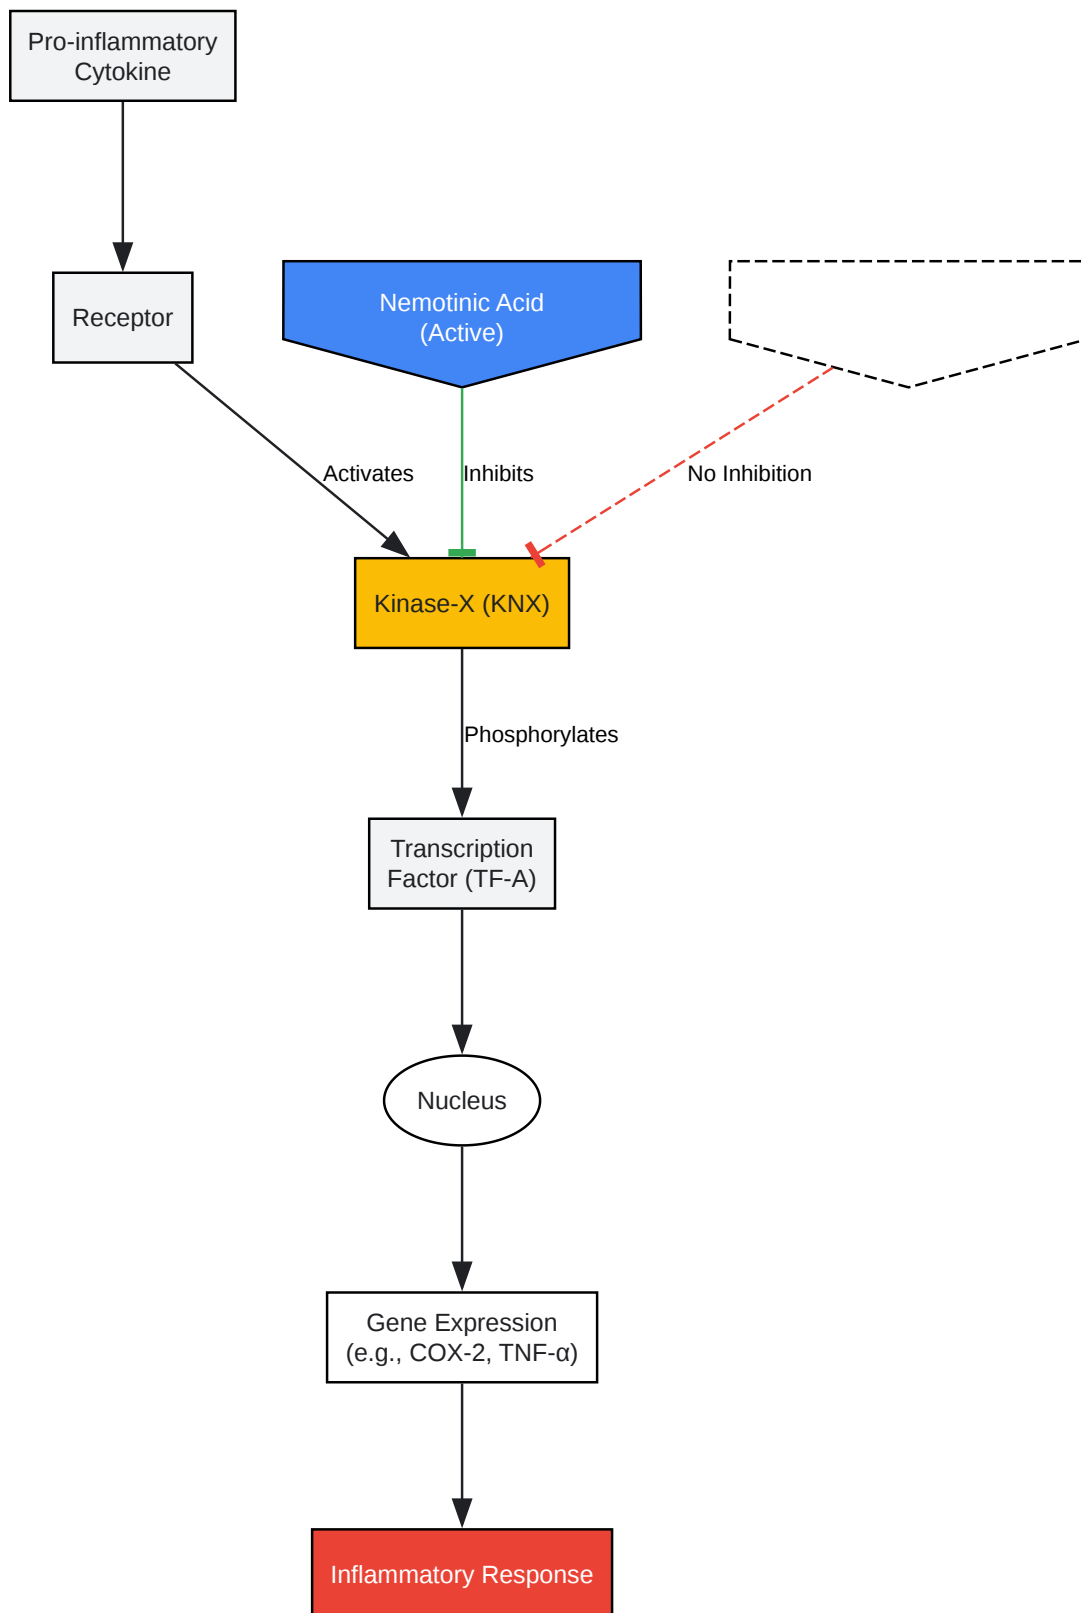 Pro-inflammatory
Cytokine
Receptor
Nemotinic Acid
(Active)
Activates
Inhibits
No Inhibition
Kinase-X (KNX)
Phosphorylates
Transcription
Factor (TF-A)
Nucleus
Gene Expression
(e.g., COX-2, TNF-α)
Inflammatory Response